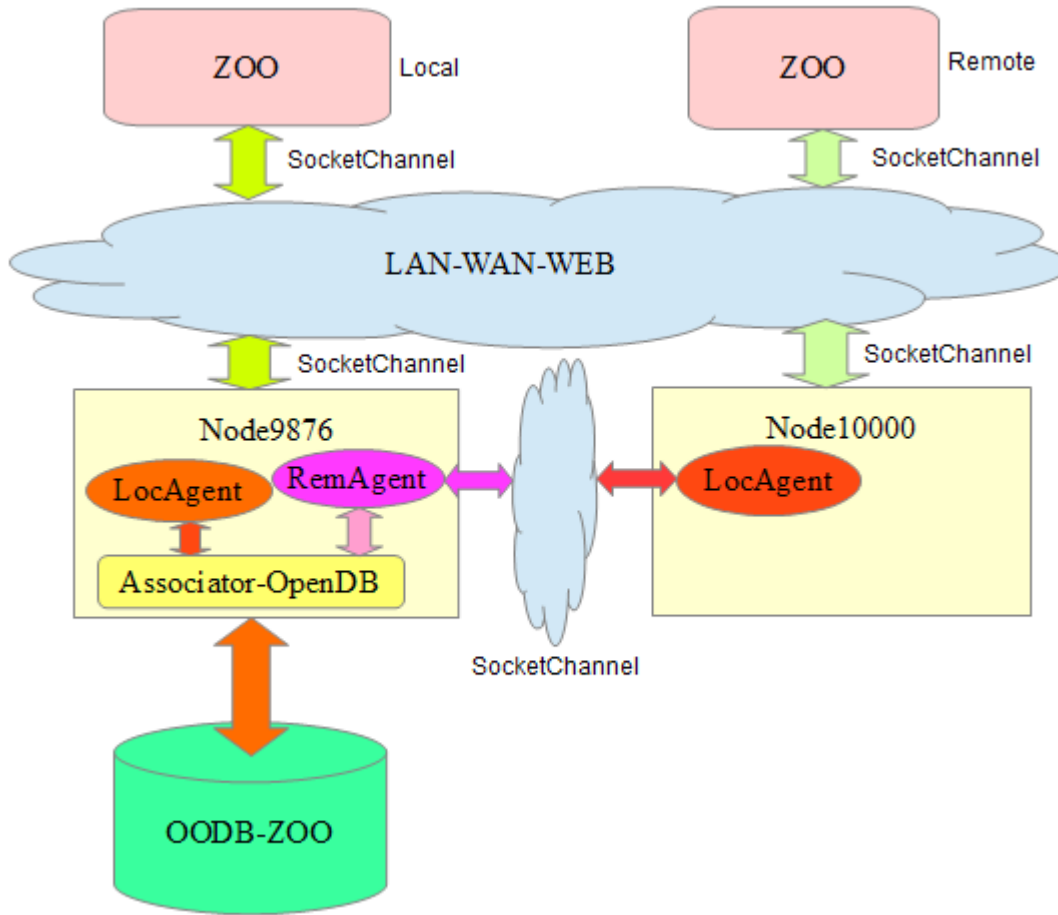 ZOO
Local
ZOO
Remote
SocketChannel
SocketChannel
LAN-WAN-WEB
SocketChannel
SocketChannel
Node9876
Node10000
LocAgent
RemAgent
LocAgent
Associator-OpenDB
SocketChannel
OODB-ZOO